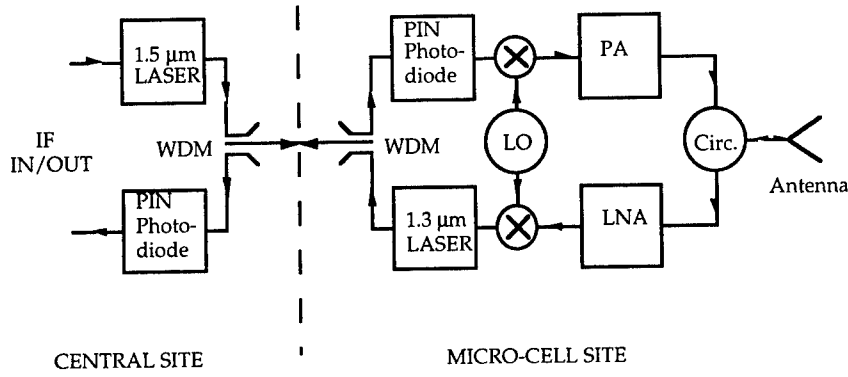 1.5 µm
LASER
PIN
Photo-
diode
PA
IF
IN/OUT
WDM
WDM
LO
Circ.
Antenna
PIN
Photo-
diode
1.3 µm
LASER
LNA
CENTRAL SITE
MICRO-CELL SITE